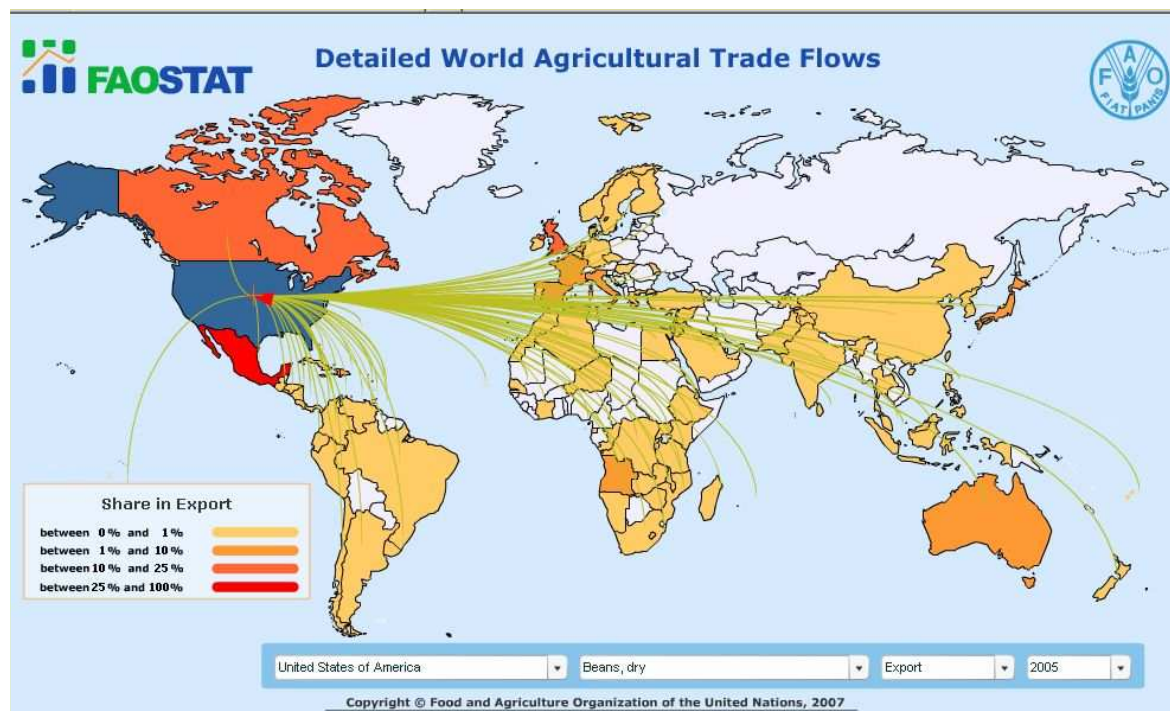 Detailed World Agricultural Trade Flows
FAOSTAT
F A O
FIAT PANIS
Share in Export
between 0 % and 1 %
between 1 % and 10 %
between 10 % and 25 %
between 25 % and 100 %
United States of America
Beans, dry
Export
2005
Copyright © Food and Agriculture Organization of the United Nations, 2007